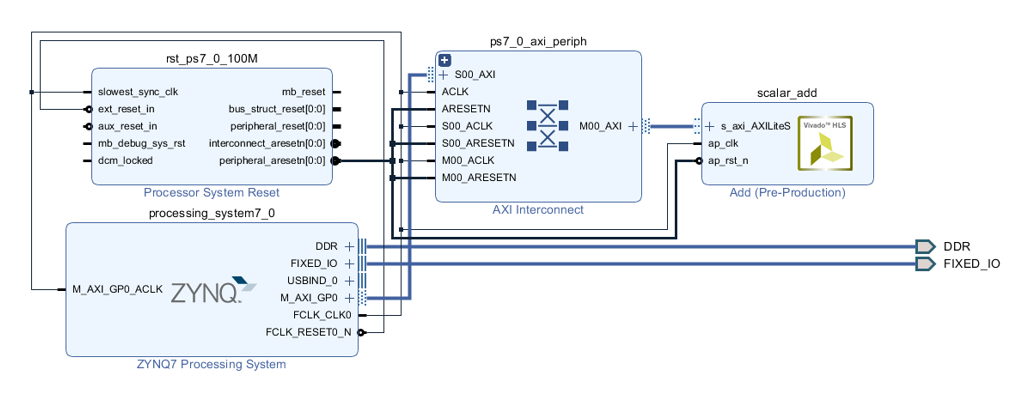 rst_ps7_0_100M
slowest_sync_clk
ext_reset_in
aux_reset_in
mb_debug_sys_rst
dcm_locked
mb_reset
bus_struct_reset[0:0]
peripheral_reset[0:0]
interconnect_aresetn[0:0]
peripheral_aresetn[0:0]
Processor System Reset
ps7_0_axi_periph
S00_AXI
ACLK
ARESETN
S00_ACLK
S00_ARESETN
M00_ACLK
M00_ARESETN
M00_AXI
AXI Interconnect
scalar_add
s_axi_AXILiteS
ap_clk
ap_rst_n
Vivado™ HLS
Add (Pre-Production)
processing_system7_0
M_AXI_GP0_ACLK
ZYNQ
DDR
FIXED_IO
USBIND_0
M_AXI_GP0
FCLK_CLK0
FCLK_RESET0_N
ZYNQ7 Processing System
DDR
FIXED_IO